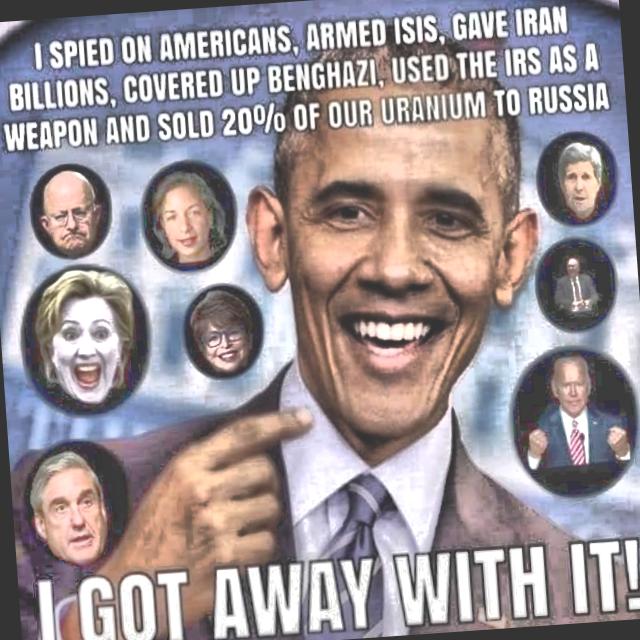 I SPIED ON AMERICANS, ARMED ISIS, GAVE IRAN
BILLIONS, COVERED UP BENGHAZI, USED THE IRS AS A
WEAPON AND SOLD 20% OF OUR URANIUM TO RUSSIA
I GOT AWAY WITH IT!